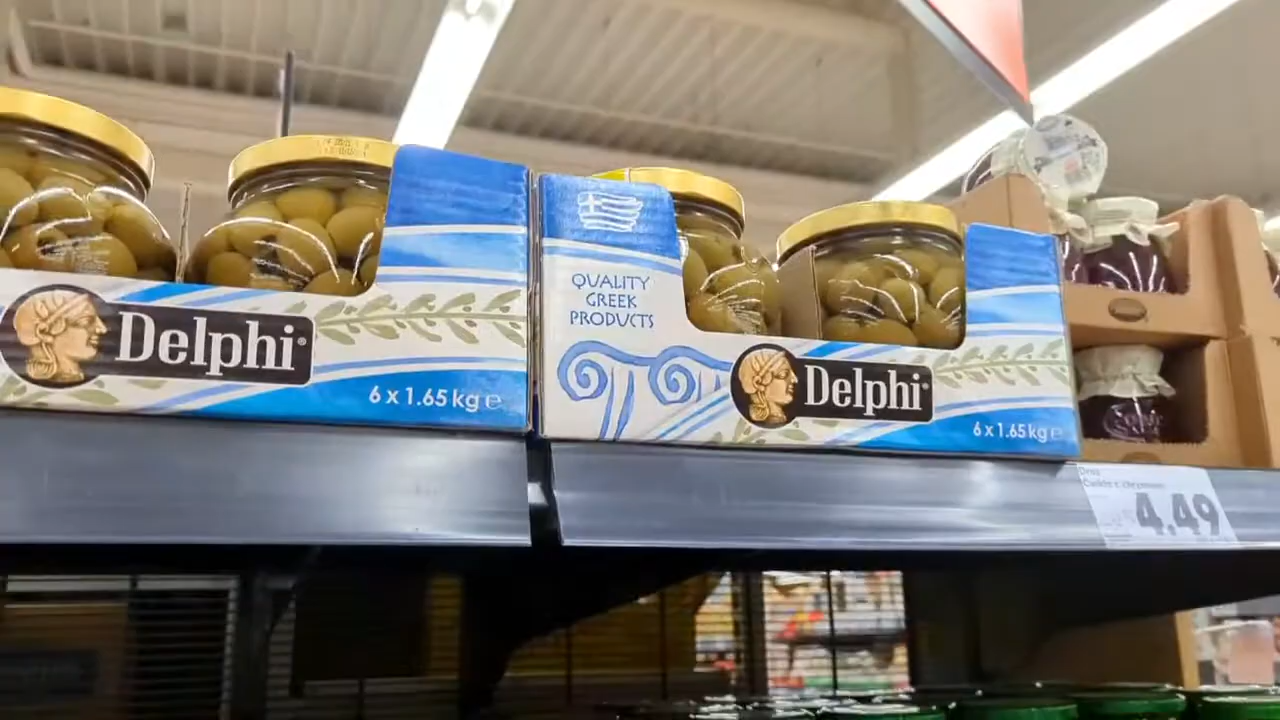 Delphi
6 x 1.65 kg e
QUALITY
GREEK
PRODUCTS
Delphi
6 x 1.65 kg e
4.49